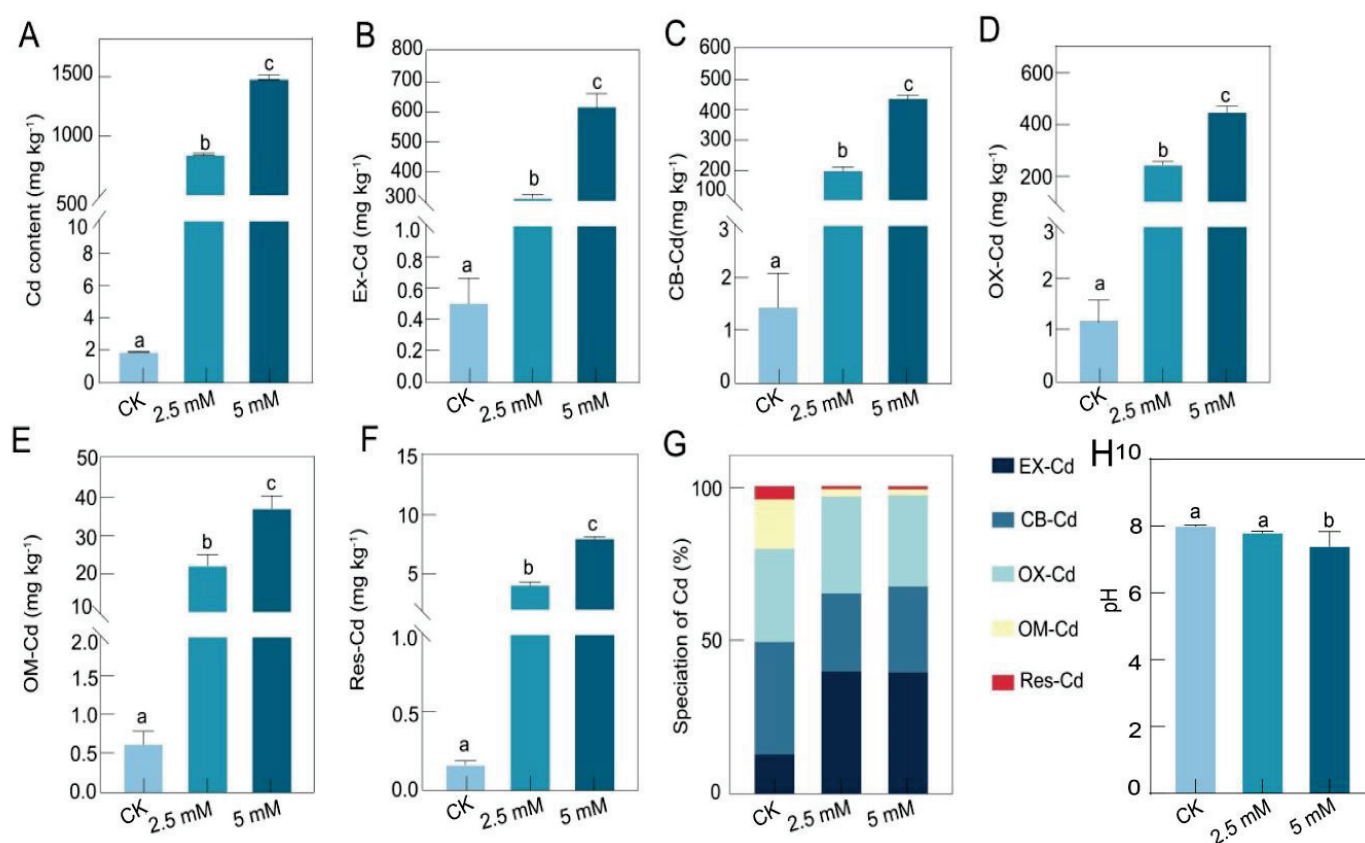 A
Cd content (mg kg⁻¹)
1500
1000
500
10
8
6
4
2
0
a
b
c
CK
2.5 mM
5 mM
B
Ex-Cd (mg kg⁻¹)
800
700
600
500
400
300
1.0
0.8
0.6
0.4
0.2
0.0
a
b
c
CK
2.5 mM
5 mM
C
CB-Cd(mg kg⁻¹)
600
500
400
300
200
100
3
2
1
0
a
b
c
CK
2.5 mM
5 mM
D
OX-Cd (mg kg⁻¹)
600
400
200
0
3
2
1
0
a
b
c
CK
2.5 mM
5 mM
E
OM-Cd (mg kg⁻¹)
50
40
30
20
10
2.0
1.5
1.0
0.5
0.0
a
b
c
CK
2.5 mM
5 mM
F
Res-Cd (mg kg⁻¹)
15
10
5
1.0
0.5
0.0
a
b
c
CK
2.5 mM
5 mM
G
Speciation of Cd (%)
100
50
0
CK
2.5 mM
5 mM
EX-Cd
CB-Cd
OX-Cd
OM-Cd
Res-Cd
H
pH
10
8
6
4
2
0
a
a
b
CK
2.5 mM
5 mM